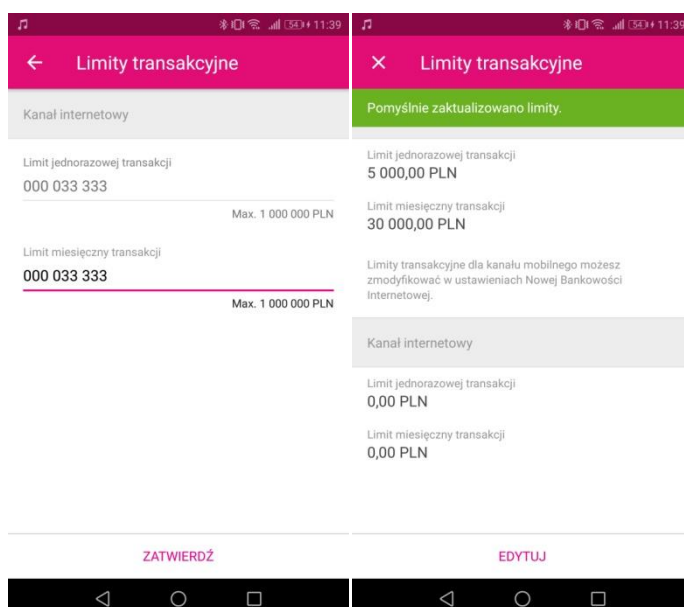 54 11:39
Limity transakcyjne
Kanał internetowy
Limit jednorazowej transakcji
000 033 333
Max. 1 000 000 PLN
Limit miesięczny transakcji
000 033 333
Max. 1 000 000 PLN
ZATWIERDŹ
54 11:39
Limity transakcyjne
Pomyślnie zaktualizowano limity.
Limit jednorazowej transakcji
5 000,00 PLN
Limit miesięczny transakcji
30 000,00 PLN
Limity transakcyjne dla kanału mobilnego możesz
zmodyfikować w ustawieniach Nowej Bankowości
Internetowej.
Kanał internetowy
Limit jednorazowej transakcji
0,00 PLN
Limit miesięczny transakcji
0,00 PLN
EDYTUJ